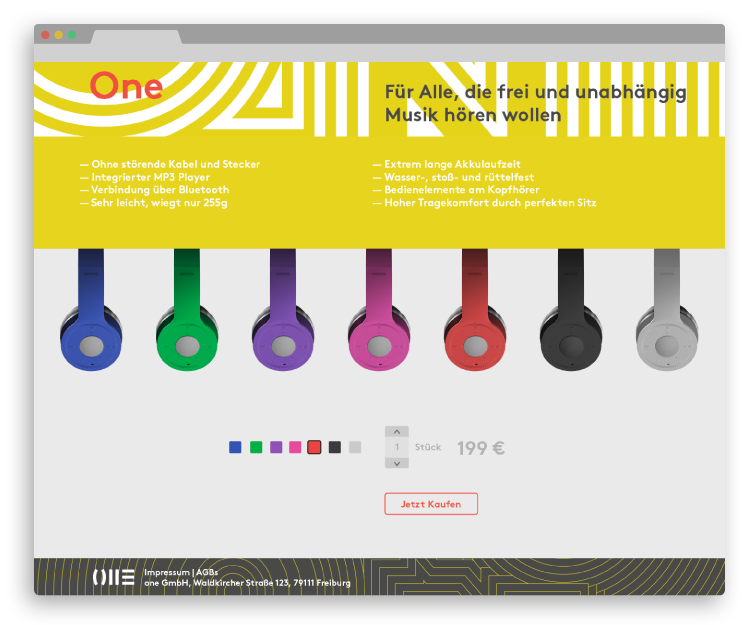 One
Für Alle, die frei und unabhängig
Musik hören wollen
— Ohne störende Kabel und Stecker
— Integrierter MP3 Player
— Verbindung über Bluetooth
— Sehr leicht, wiegt nur 255g
— Extrem lange Akkulaufzeit
— Wasser-, stoß- und rüttelfest
— Bedienelemente am Kopfhörer
— Hoher Tragekomfort durch perfekten Sitz
1 Stück 199 €
Jetzt Kaufen
Impressum | AGBs
one GmbH, Waldkircher Straße 123, 79111 Freiburg